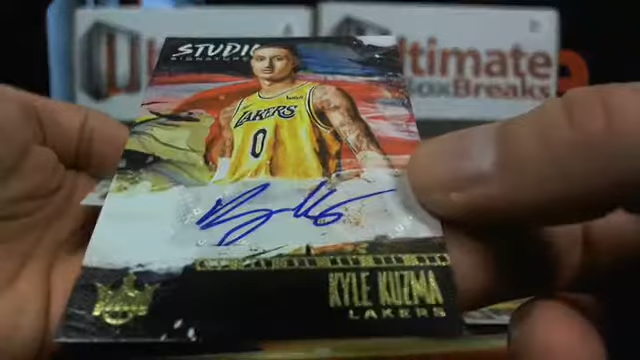 STUDIO
SIGNATURES
Ultimate
BoxBreaks
LAKERS
0
KYLE KUZMA
LAKERS